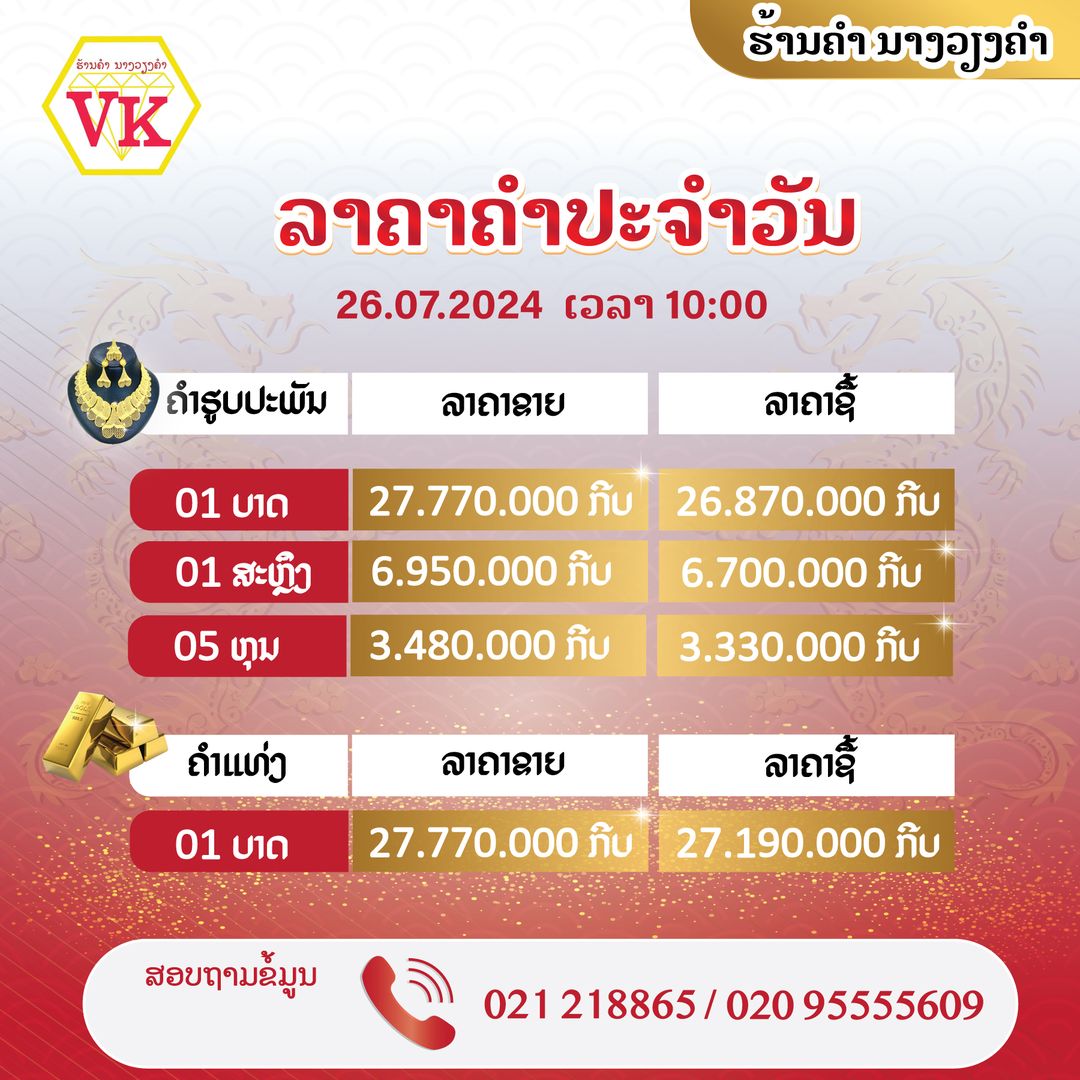 ຮ້ານຄຳ ນາງວຽງຄຳ
ຮ້ານຄຳ ນາງວຽງຄຳ
VK
ລາຄາຄຳປະຈຳວັນ
26.07.2024 ເວລາ 10:00
ຄຳຮູບປະພັນ ລາຄາຂາຍ ລາຄາຊື້
01 ບາດ 27.770.000 ກີບ 26.870.000 ກີບ
01 ສະຫຼຶງ 6.950.000 ກີບ 6.700.000 ກີບ
05 ຫຸນ 3.480.000 ກີບ 3.330.000 ກີບ
ຄຳແທ່ງ ລາຄາຂາຍ ລາຄາຊື້
01 ບາດ 27.770.000 ກີບ 27.190.000 ກີບ
ສອບຖາມຂໍ້ມູນ
021 218865 / 020 95555609